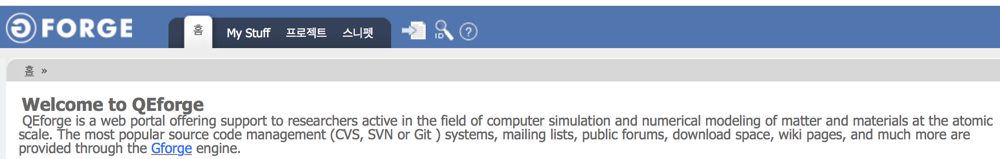 GFORGE
홈 My Stuff 프로젝트 스니펫 ID ?
홈 »
Welcome to QEforge
QEforge is a web portal offering support to researchers active in the field of computer simulation and numerical modeling of matter and materials at the atomic
scale. The most popular source code management (CVS, SVN or Git ) systems, mailing lists, public forums, download space, wiki pages, and much more are
provided through the Gforge engine.